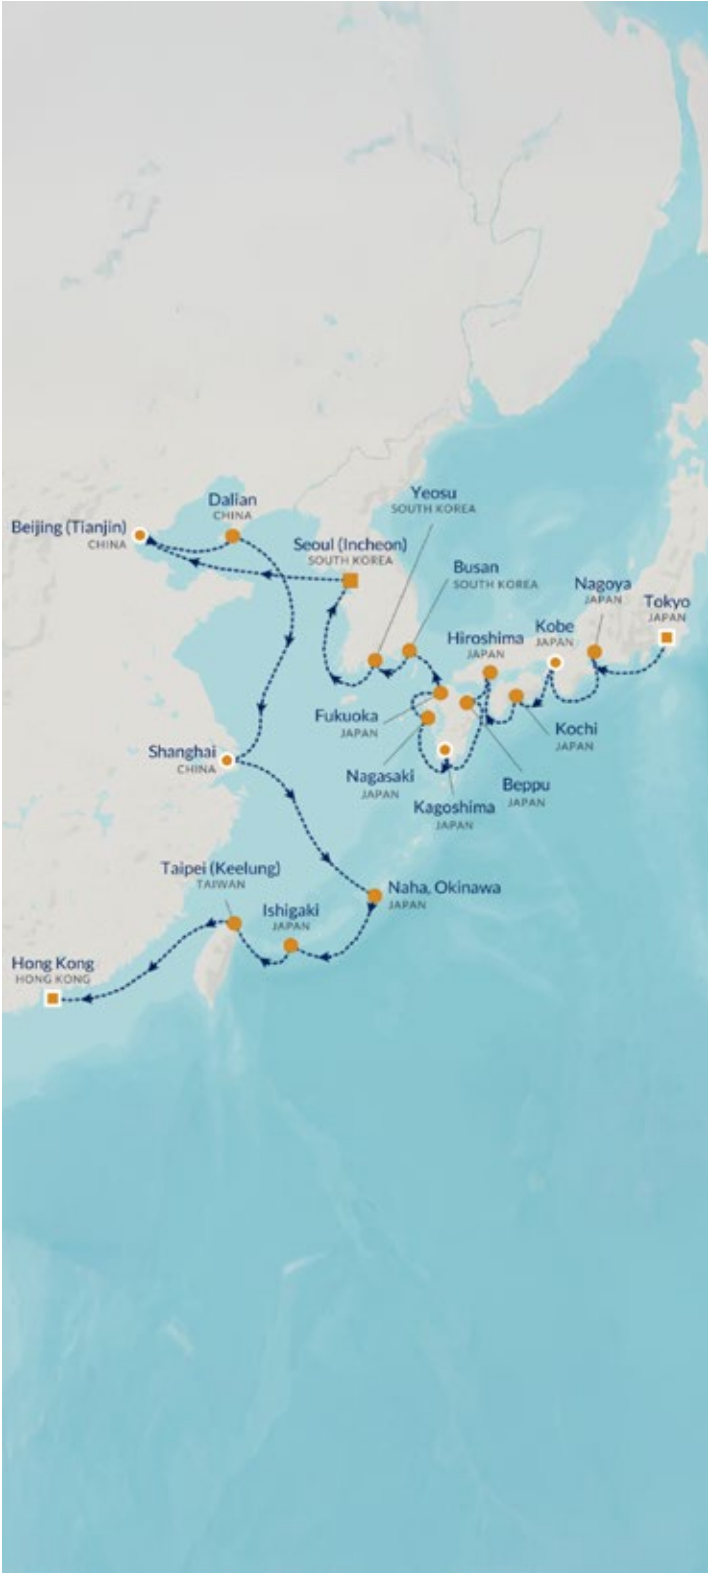 Yeosu
SOUTH KOREA
Dalian
CHINA
Beijing (Tianjin)
CHINA
Seoul (Incheon)
SOUTH KOREA
Busan
SOUTH KOREA
Nagoya
JAPAN
Tokyo
JAPAN
Kobe
JAPAN
Hiroshima
JAPAN
Fukuoka
JAPAN
Kochi
JAPAN
Shanghai
CHINA
Nagasaki
JAPAN
Beppu
JAPAN
Kagoshima
JAPAN
Taipei (Keelung)
TAIWAN
Naha, Okinawa
JAPAN
Ishigaki
JAPAN
Hong Kong
HONG KONG